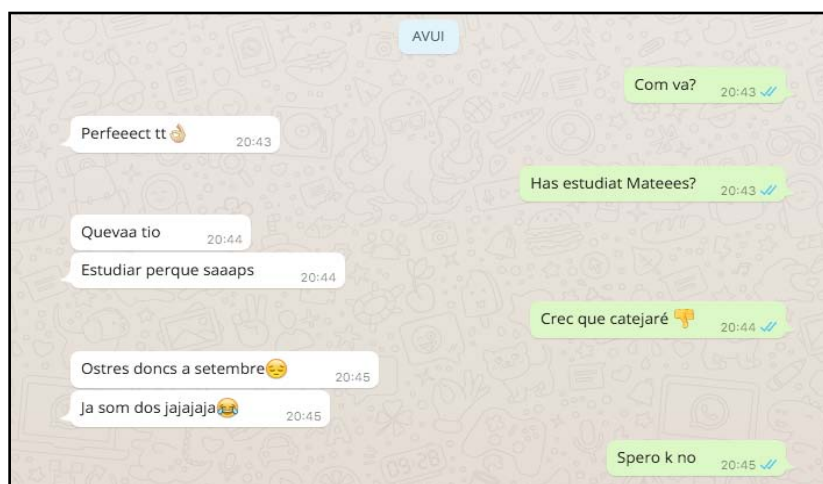 AVUI
Com va? 20:43
Perfeeect tt👌🏼 20:43
Has estudiat Mateees? 20:43
Quevaa tio 20:44
Estudiar perque saaaps 20:44
Crec que catejaré 👎 20:44
Ostres doncs a setembre😔 20:45
Ja som dos jajajaja😂 20:45
Spero k no 20:45